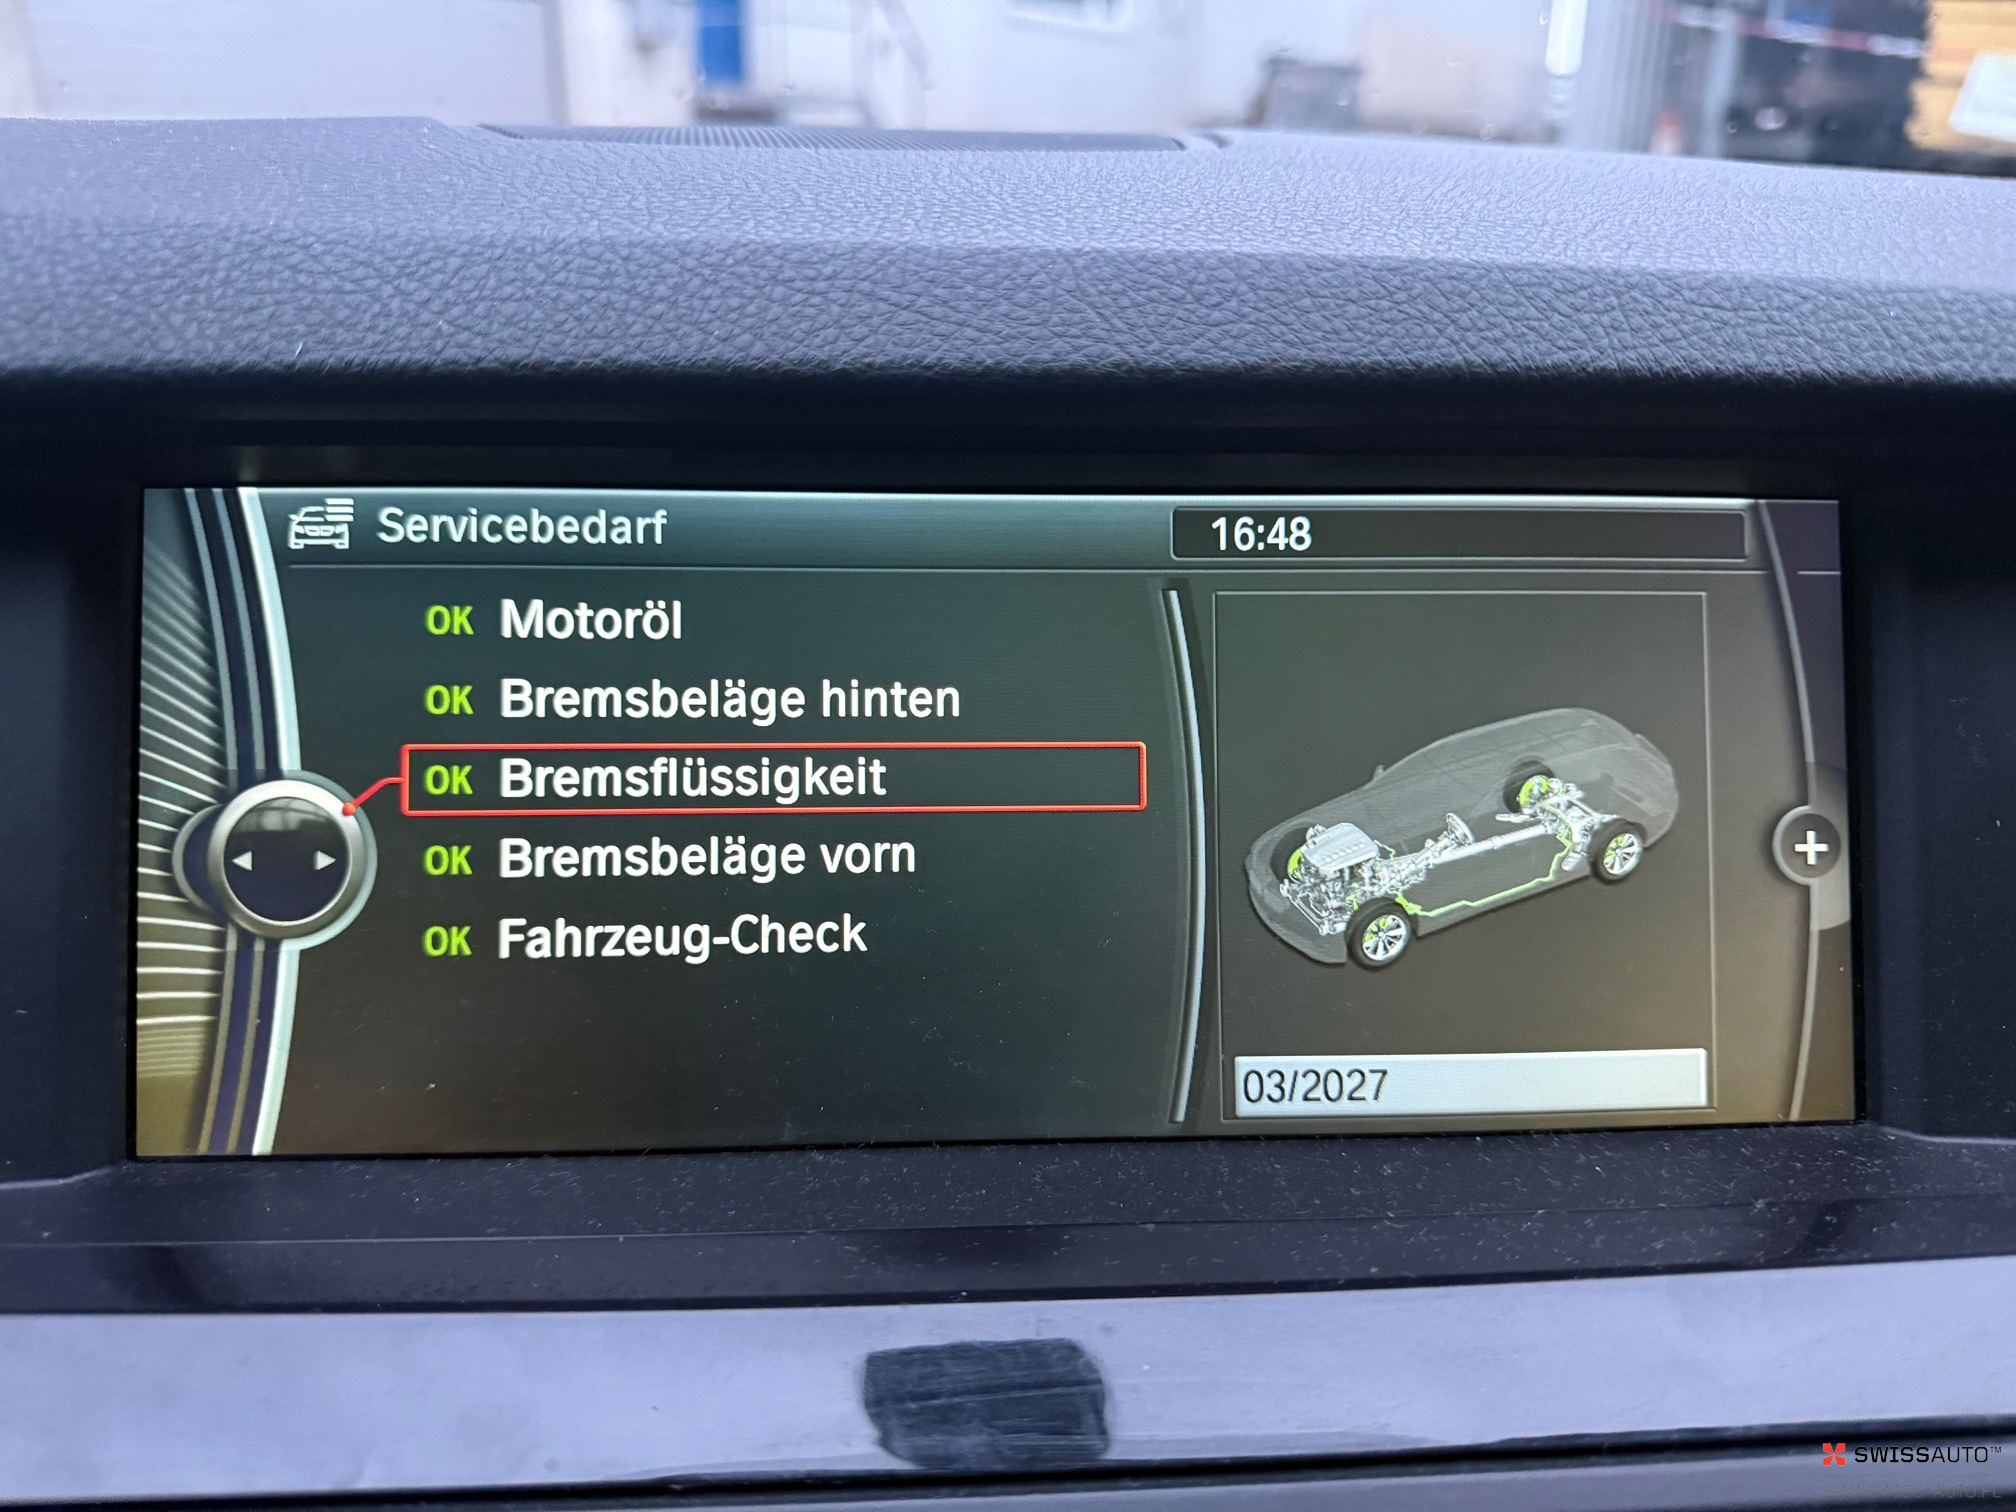 Servicebedarf
16:48
OK Motoröl
OK Bremsbeläge hinten
OK Bremsflüssigkeit
OK Bremsbeläge vorn
OK Fahrzeug-Check
03/2027
SWISSAUTO™